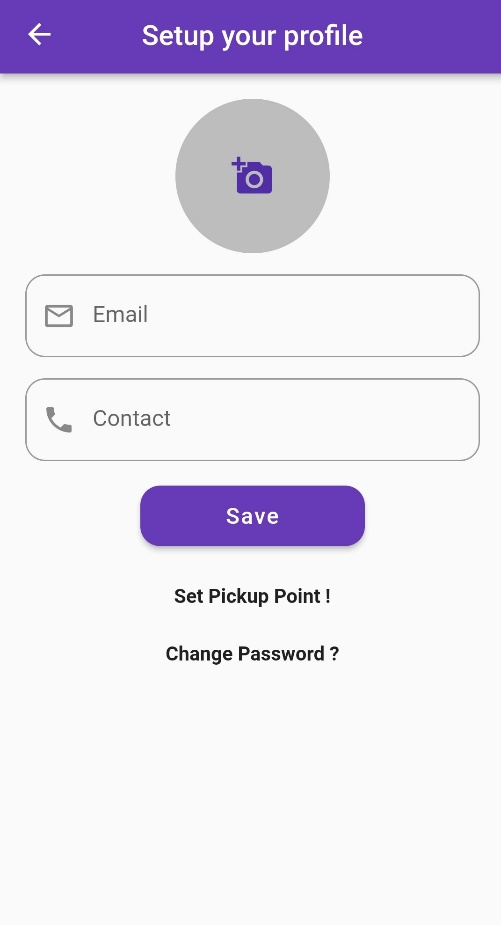 Setup your profile
Email
Contact
Save
Set Pickup Point !
Change Password ?